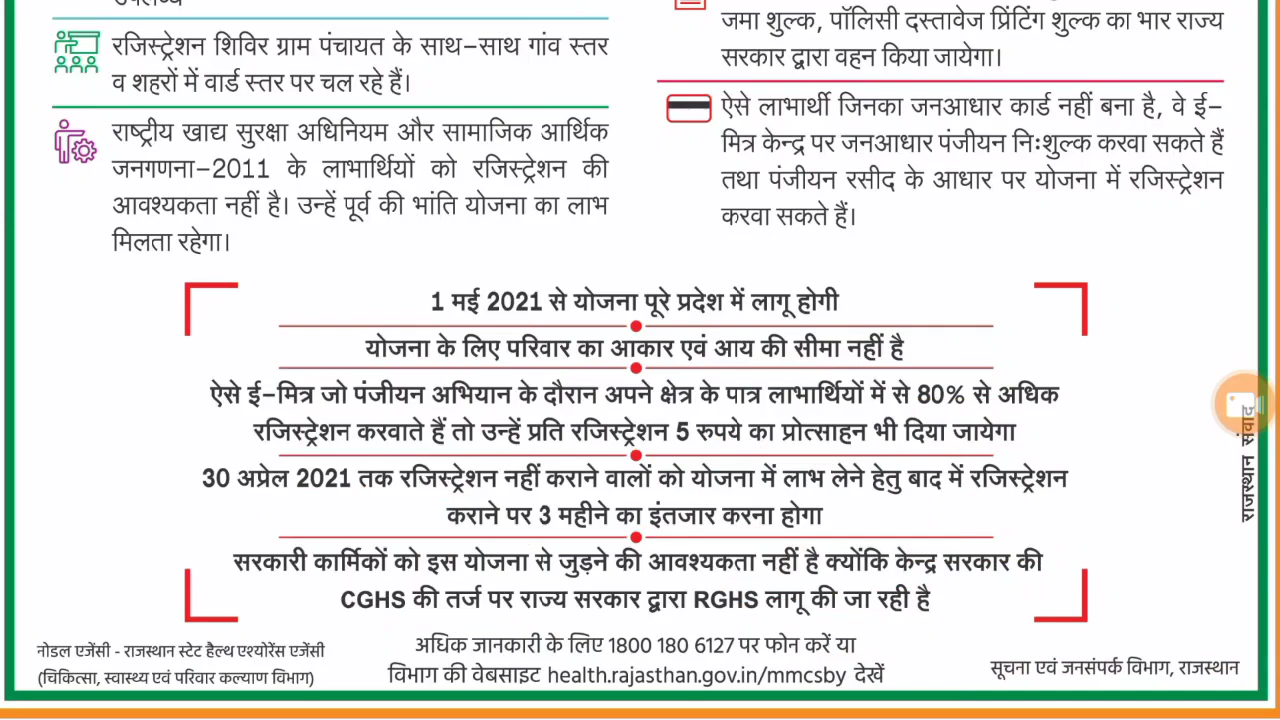 उपलब्ध
रजिस्ट्रेशन शिविर ग्राम पंचायत के साथ-साथ गांव स्तर
व शहरों में वार्ड स्तर पर चल रहे हैं।
राष्ट्रीय खाद्य सुरक्षा अधिनियम और सामाजिक आर्थिक
जनगणना-2011 के लाभार्थियों को रजिस्ट्रेशन की
आवश्यकता नहीं है। उन्हें पूर्व की भांति योजना का लाभ
मिलता रहेगा।
जमा शुल्क, पॉलिसी दस्तावेज प्रिंटिंग शुल्क का भार राज्य
सरकार द्वारा वहन किया जायेगा।
ऐसे लाभार्थी जिनका जनआधार कार्ड नहीं बना है, वे ई-
मित्र केन्द्र पर जनआधार पंजीयन नि:शुल्क करवा सकते हैं
तथा पंजीयन रसीद के आधार पर योजना में रजिस्ट्रेशन
करवा सकते हैं।
1 मई 2021 से योजना पूरे प्रदेश में लागू होगी
योजना के लिए परिवार का आकार एवं आय की सीमा नहीं है
ऐसे ई-मित्र जो पंजीयन अभियान के दौरान अपने क्षेत्र के पात्र लाभार्थियों में से 80% से अधिक
रजिस्ट्रेशन करवाते हैं तो उन्हें प्रति रजिस्ट्रेशन 5 रुपये का प्रोत्साहन भी दिया जायेगा
30 अप्रेल 2021 तक रजिस्ट्रेशन नहीं कराने वालों को योजना में लाभ लेने हेतु बाद में रजिस्ट्रेशन
कराने पर 3 महीने का इंतजार करना होगा
सरकारी कार्मिकों को इस योजना से जुड़ने की आवश्यकता नहीं है क्योंकि केन्द्र सरकार की
CGHS की तर्ज पर राज्य सरकार द्वारा RGHS लागू की जा रही है
नोडल एजेंसी - राजस्थान स्टेट हैल्थ एश्योरेंस एजेंसी
(चिकित्सा, स्वास्थ्य एवं परिवार कल्याण विभाग)
अधिक जानकारी के लिए 1800 180 6127 पर फोन करें या
विभाग की वेबसाइट health.rajasthan.gov.in/mmcsby देखें
सूचना एवं जनसंपर्क विभाग, राजस्थान
राजस्थान संवाद